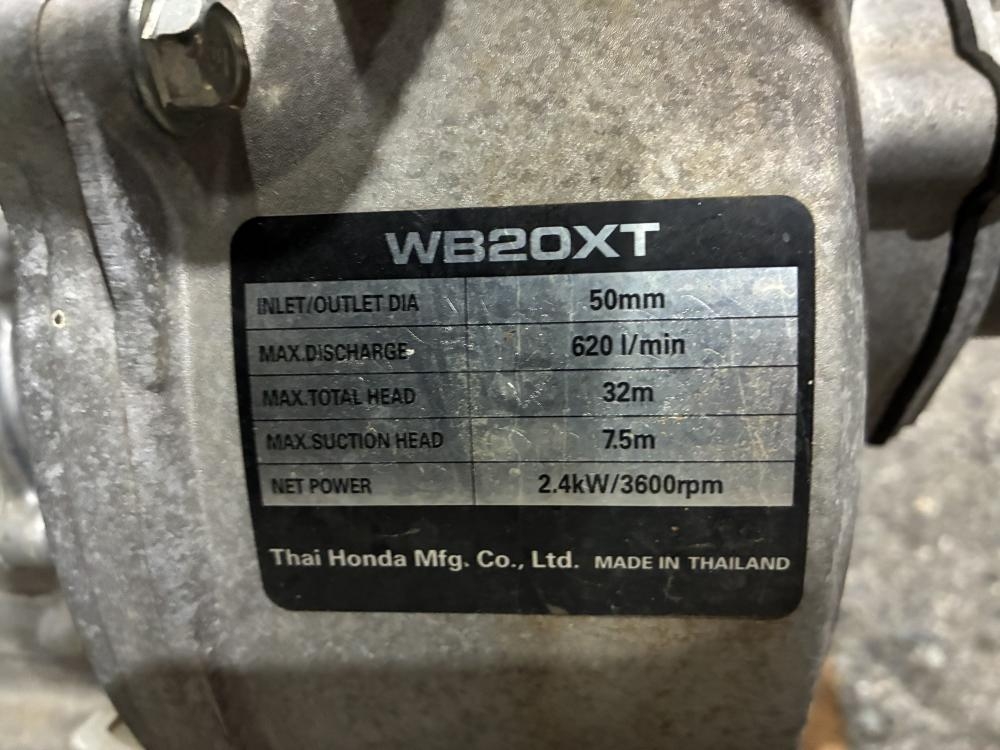 WB20XT
INLET/OUTLET DIA 50mm
MAX.DISCHARGE 620 l/min
MAX.TOTAL HEAD 32m
MAX.SUCTION HEAD 7.5m
NET POWER 2.4kW/3600rpm
Thai Honda Mfg. Co., Ltd. MADE IN THAILAND